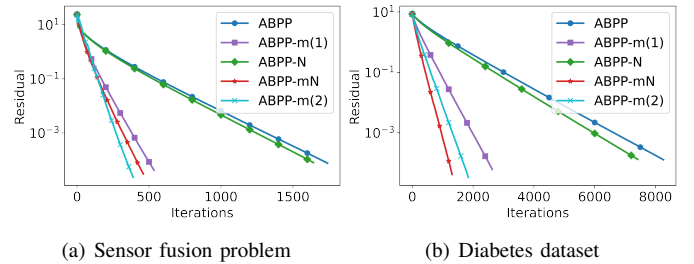 10^1
10^-1
10^-3
Residual
0 500 1000 1500
Iterations
ABPP
ABPP-m(1)
ABPP-N
ABPP-mN
ABPP-m(2)
(a) Sensor fusion problem
10^1
10^-1
10^-3
Residual
0 2000 4000 6000 8000
Iterations
ABPP
ABPP-m(1)
ABPP-N
ABPP-mN
ABPP-m(2)
(b) Diabetes dataset